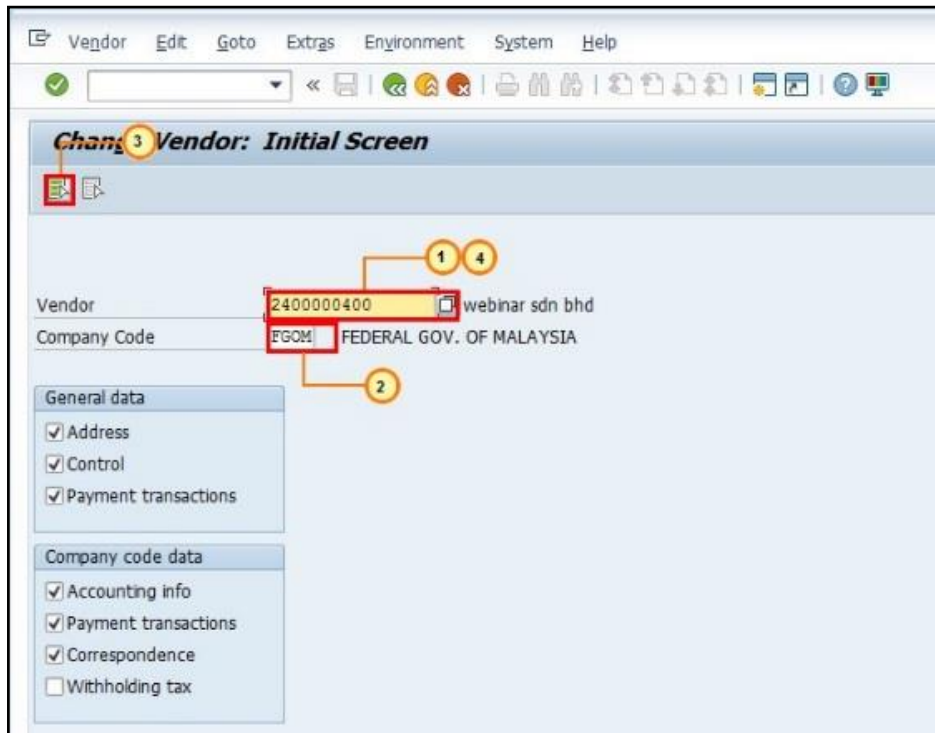 Vendor Edit Goto Extras Environment System Help
Change Vendor: Initial Screen
3
1 4
Vendor 2400000400 webinar sdn bhd
Company Code FGOM FEDERAL GOV. OF MALAYSIA
2
General data
Address
Control
Payment transactions
Company code data
Accounting info
Payment transactions
Correspondence
Withholding tax